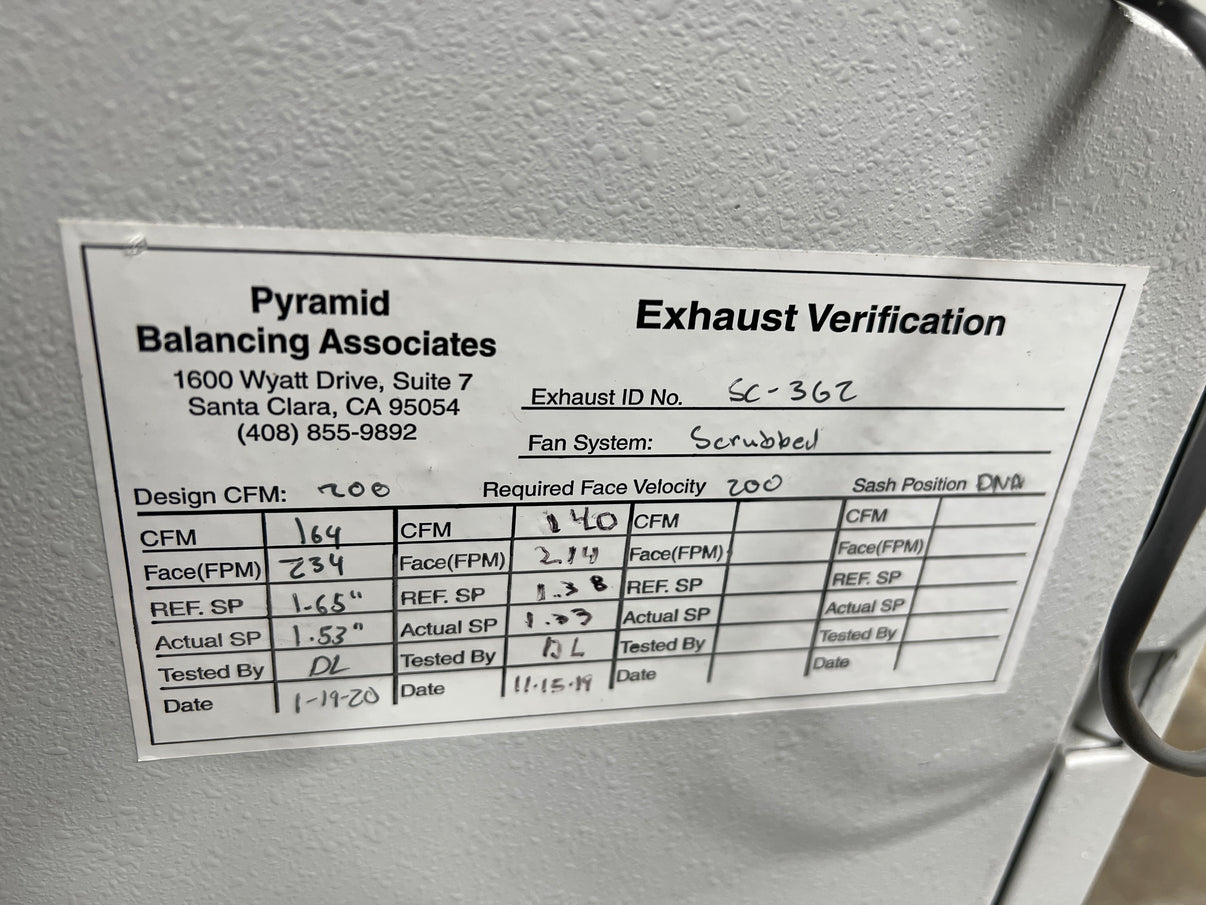 Pyramid
Balancing Associates
1600 Wyatt Drive, Suite 7
Santa Clara, CA 95054
(408) 855-9892
Exhaust Verification
Exhaust ID No. SC-362
Fan System: Scrubbed
Design CFM: 200 Required Face Velocity 200 Sash Position DNA
CFM 164 CFM 140 CFM CFM
Face(FPM) 234 Face(FPM) 2.14 Face(FPM) Face(FPM)
REF. SP 1.65" REF. SP 1.38 REF. SP REF. SP
Actual SP 1.53" Actual SP Actual SP Actual SP
Tested By DL Tested By DL Tested By Tested By
Date 1-19-20 Date 11-15-19 Date Date